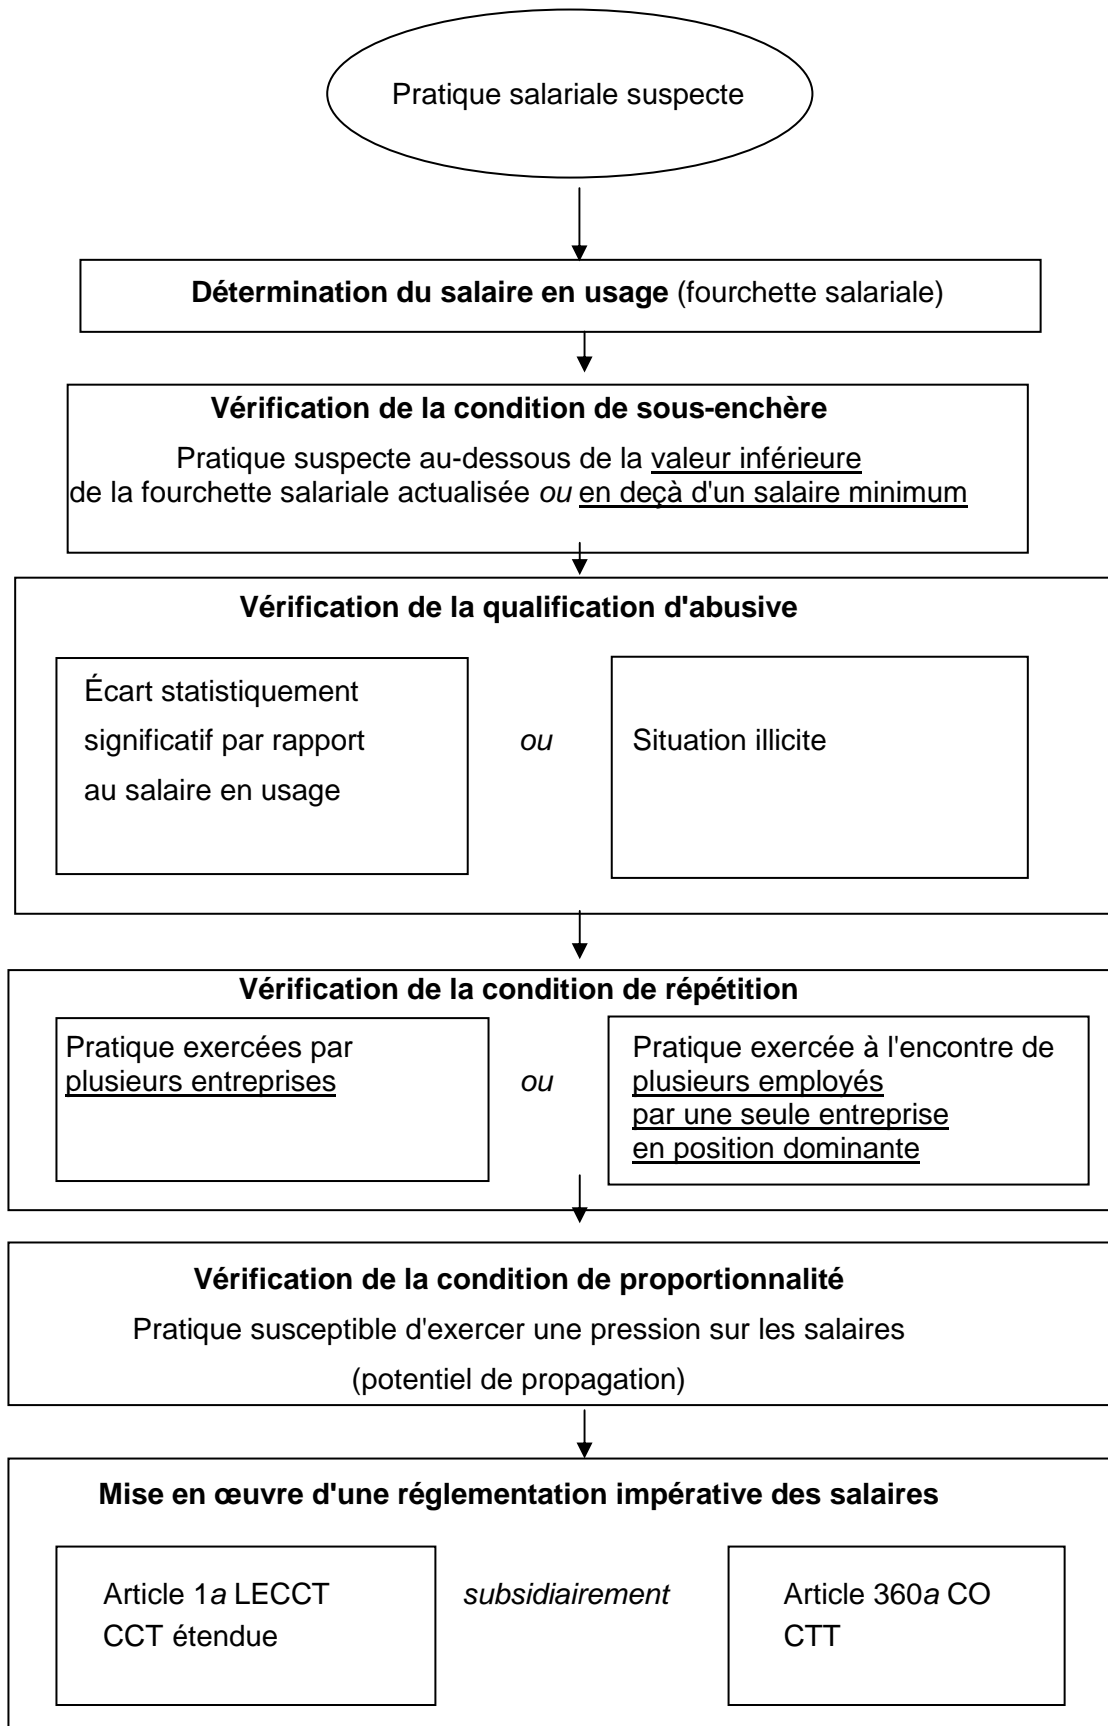 Pratique salariale suspecte
Détermination du salaire en usage (fourchette salariale)
Vérification de la condition de sous-enchère
Pratique suspecte au-dessous de la valeur inférieure
de la fourchette salariale actualisée ou en deçà d'un salaire minimum
Vérification de la qualification d'abusive
Écart statistiquement
significatif par rapport
au salaire en usage
ou
Situation illicite
Vérification de la condition de répétition
Pratique exercées par
plusieurs entreprises
ou
Pratique exercée à l'encontre de
plusieurs employés
par une seule entreprise
en position dominante
Vérification de la condition de proportionnalité
Pratique susceptible d'exercer une pression sur les salaires
(potentiel de propagation)
Mise en œuvre d'une réglementation impérative des salaires
Article 1a LECCT
CCT étendue
subsidiairement
Article 360a CO
CTT